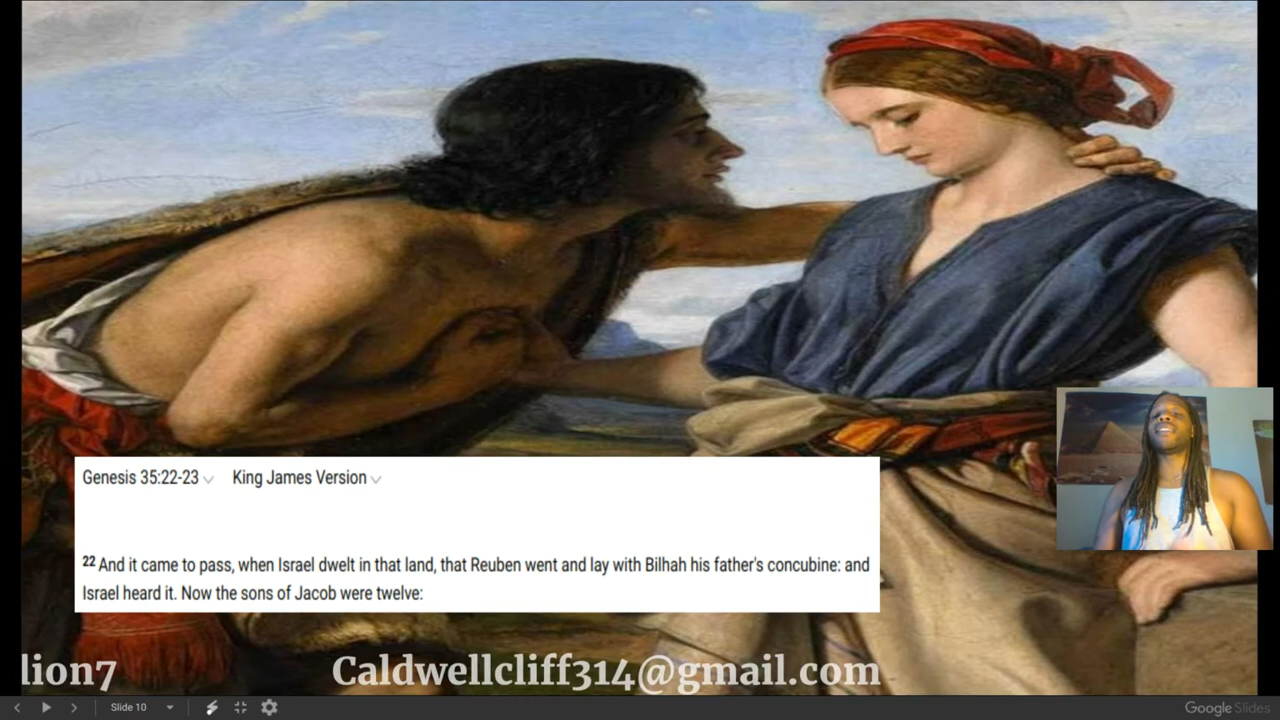 Genesis 35:22-23 King James Version
22 And it came to pass, when Israel dwelt in that land, that Reuben went and lay with Bilhah his father's concubine: and
Israel heard it. Now the sons of Jacob were twelve:
lion7 Caldwellcliff314@gmail.com
Slide 10
Google Slides